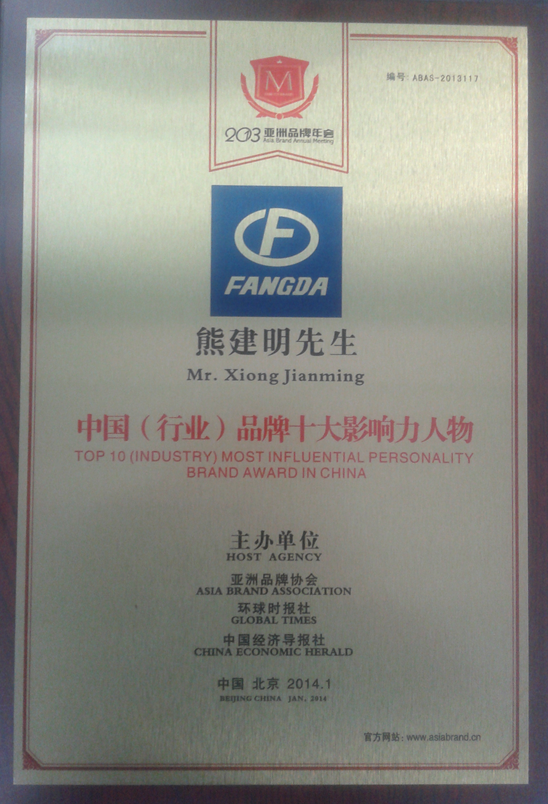 M
编号: ABAS-2013117
2013 亚洲品牌年会
Asia Brand Annual Meeting
F
FANGDA
熊建明先生
Mr. Xiong Jianming
中国（行业）品牌十大影响力人物
TOP 10 (INDUSTRY) MOST INFLUENTIAL PERSONALITY
BRAND AWARD IN CHINA
主办单位
HOST AGENCY
亚洲品牌协会
ASIA BRAND ASSOCIATION
环球时报社
GLOBAL TIMES
中国经济导报社
CHINA ECONOMIC HERALD
中国 北京 2014.1
BEIJING CHINA JAN., 2014
官方网站: www.asiabrand.cn